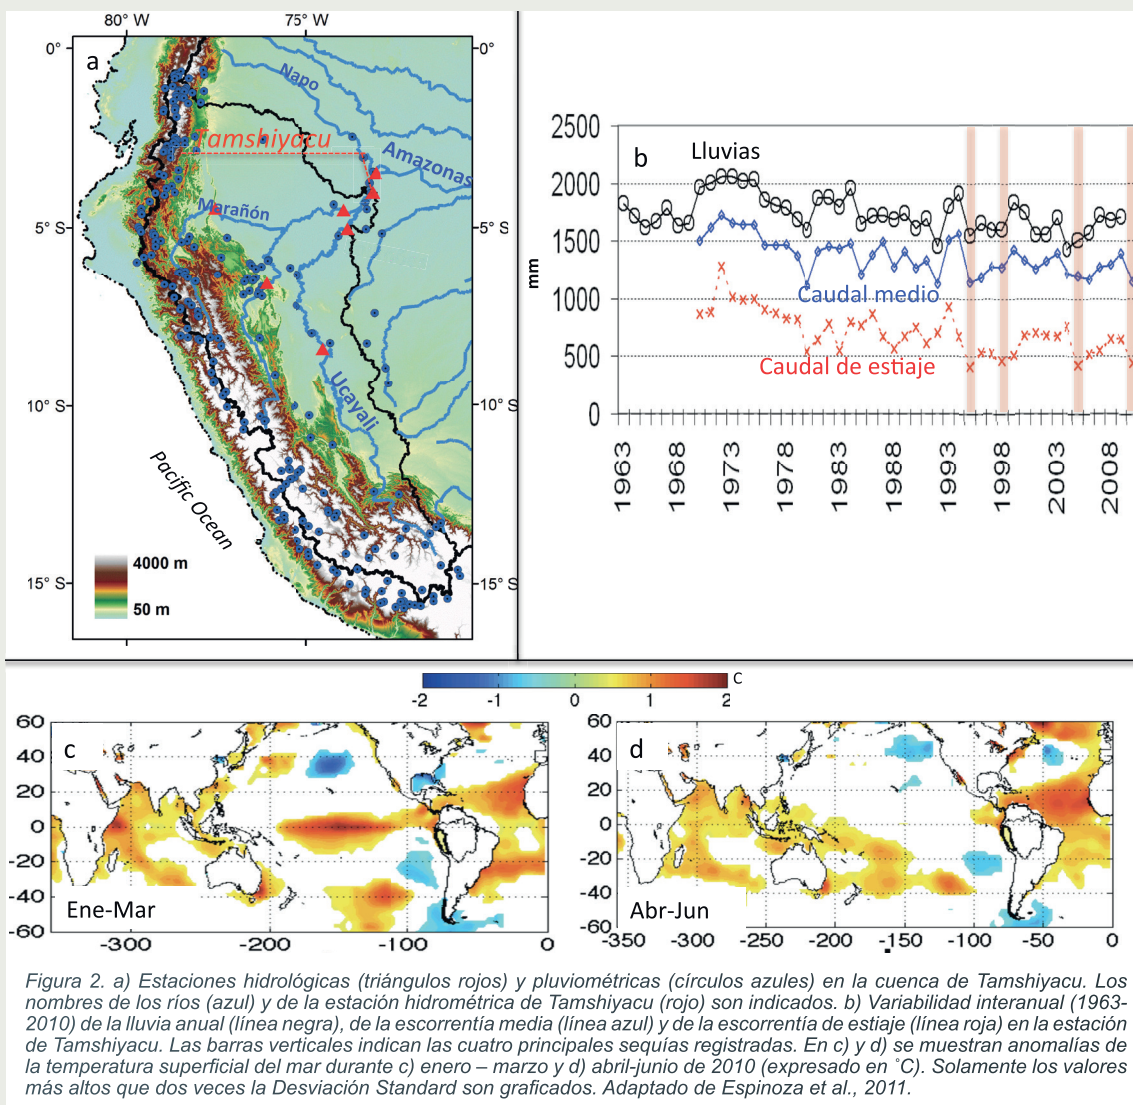 80° W
75° W
0°
0°
a
Napo
Tamshiyacu
Amazonas
Marañón
5° S
5° S
Ucayali
10° S
10° S
Pacific Ocean
4000 m
50 m
15° S
15° S
b
Lluvias
2500
2000
1500
1000
500
0
mm
Caudal medio
Caudal de estiaje
1963
1968
1973
1978
1983
1988
1993
1998
2003
2008
-2
-1
0
1
2
C
60
c
40
20
0
-20
-40
-60
Ene-Mar
-300
-200
-100
0
60
d
40
20
0
-20
-40
-60
Abr-Jun
-350
-300
-250
-200
-150
-100
-50
0
Figura 2. a) Estaciones hidrológicas (triángulos rojos) y pluviométricas (círculos azules) en la cuenca de Tamshiyacu. Los
nombres de los ríos (azul) y de la estación hidrométrica de Tamshiyacu (rojo) son indicados. b) Variabilidad interanual (1963-
2010) de la lluvia anual (línea negra), de la escorrentía media (línea azul) y de la escorrentía de estiaje (línea roja) en la estación
de Tamshiyacu. Las barras verticales indican las cuatro principales sequías registradas. En c) y d) se muestran anomalías de
la temperatura superficial del mar durante c) enero – marzo y d) abril-junio de 2010 (expresado en ˚C). Solamente los valores
más altos que dos veces la Desviación Standard son graficados. Adaptado de Espinoza et al., 2011.